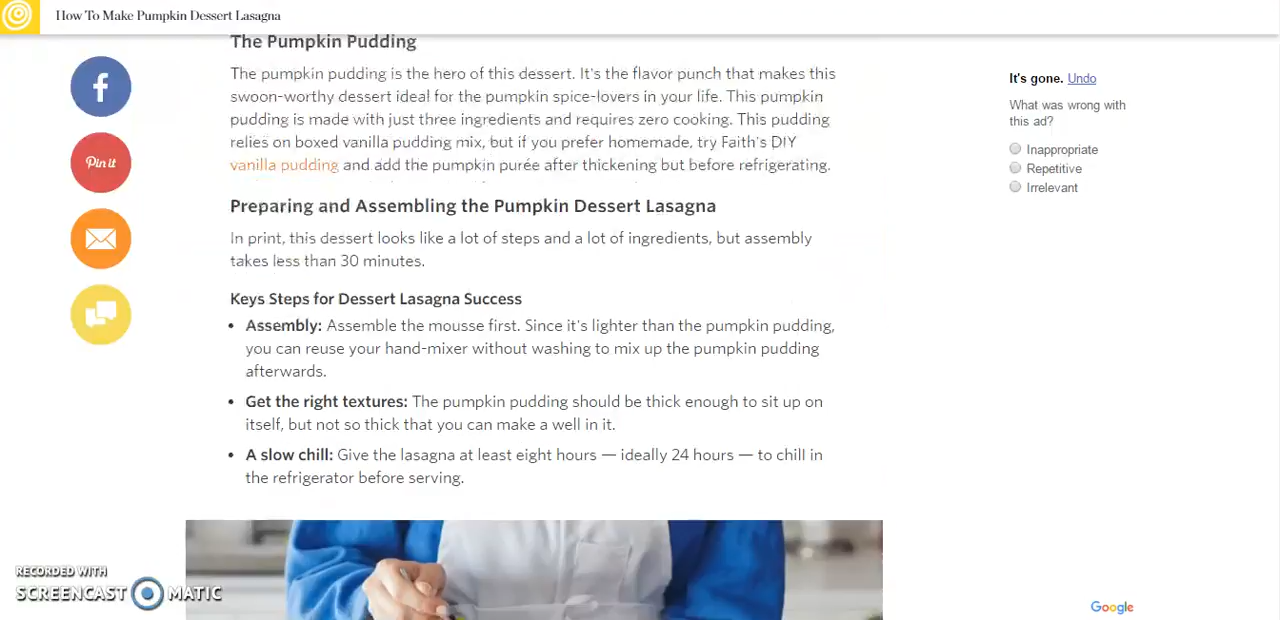 How To Make Pumpkin Dessert Lasagna
The Pumpkin Pudding
The pumpkin pudding is the hero of this dessert. It's the flavor punch that makes this
swoon-worthy dessert ideal for the pumpkin spice-lovers in your life. This pumpkin
pudding is made with just three ingredients and requires zero cooking. This pudding
relies on boxed vanilla pudding mix, but if you prefer homemade, try Faith's DIY
vanilla pudding and add the pumpkin purée after thickening but before refrigerating.
Preparing and Assembling the Pumpkin Dessert Lasagna
In print, this dessert looks like a lot of steps and a lot of ingredients, but assembly
takes less than 30 minutes.
Keys Steps for Dessert Lasagna Success
• Assembly: Assemble the mousse first. Since it's lighter than the pumpkin pudding,
you can reuse your hand-mixer without washing to mix up the pumpkin pudding
afterwards.
• Get the right textures: The pumpkin pudding should be thick enough to sit up on
itself, but not so thick that you can make a well in it.
• A slow chill: Give the lasagna at least eight hours — ideally 24 hours — to chill in
the refrigerator before serving.
f
Pin it
It's gone. Undo
What was wrong with
this ad?
Inappropriate
Repetitive
Irrelevant
RECORDED WITH
SCREENCAST MATIC
Google